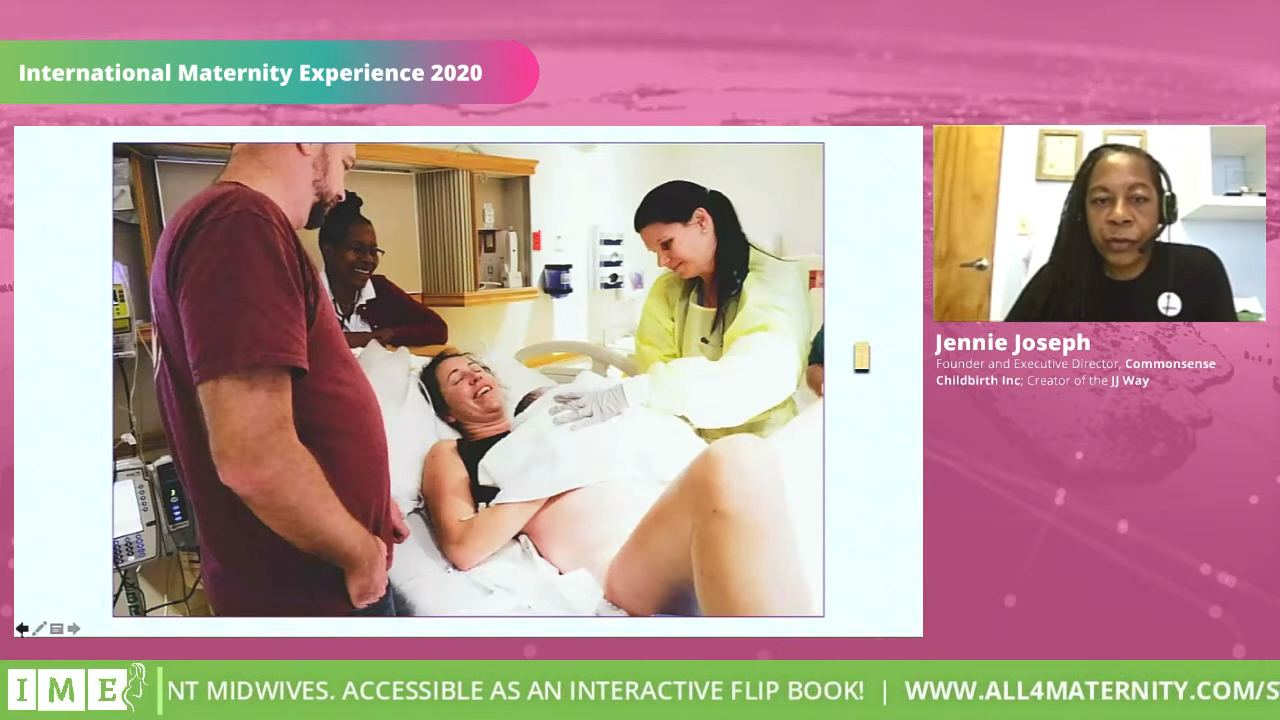 International Maternity Experience 2020
Jennie Joseph
Founder and Executive Director, Commonsense
Childbirth Inc; Creator of the JJ Way
IME
NT MIDWIVES. ACCESSIBLE AS AN INTERACTIVE FLIP BOOK! | WWW.ALL4MATERNITY.COM/S